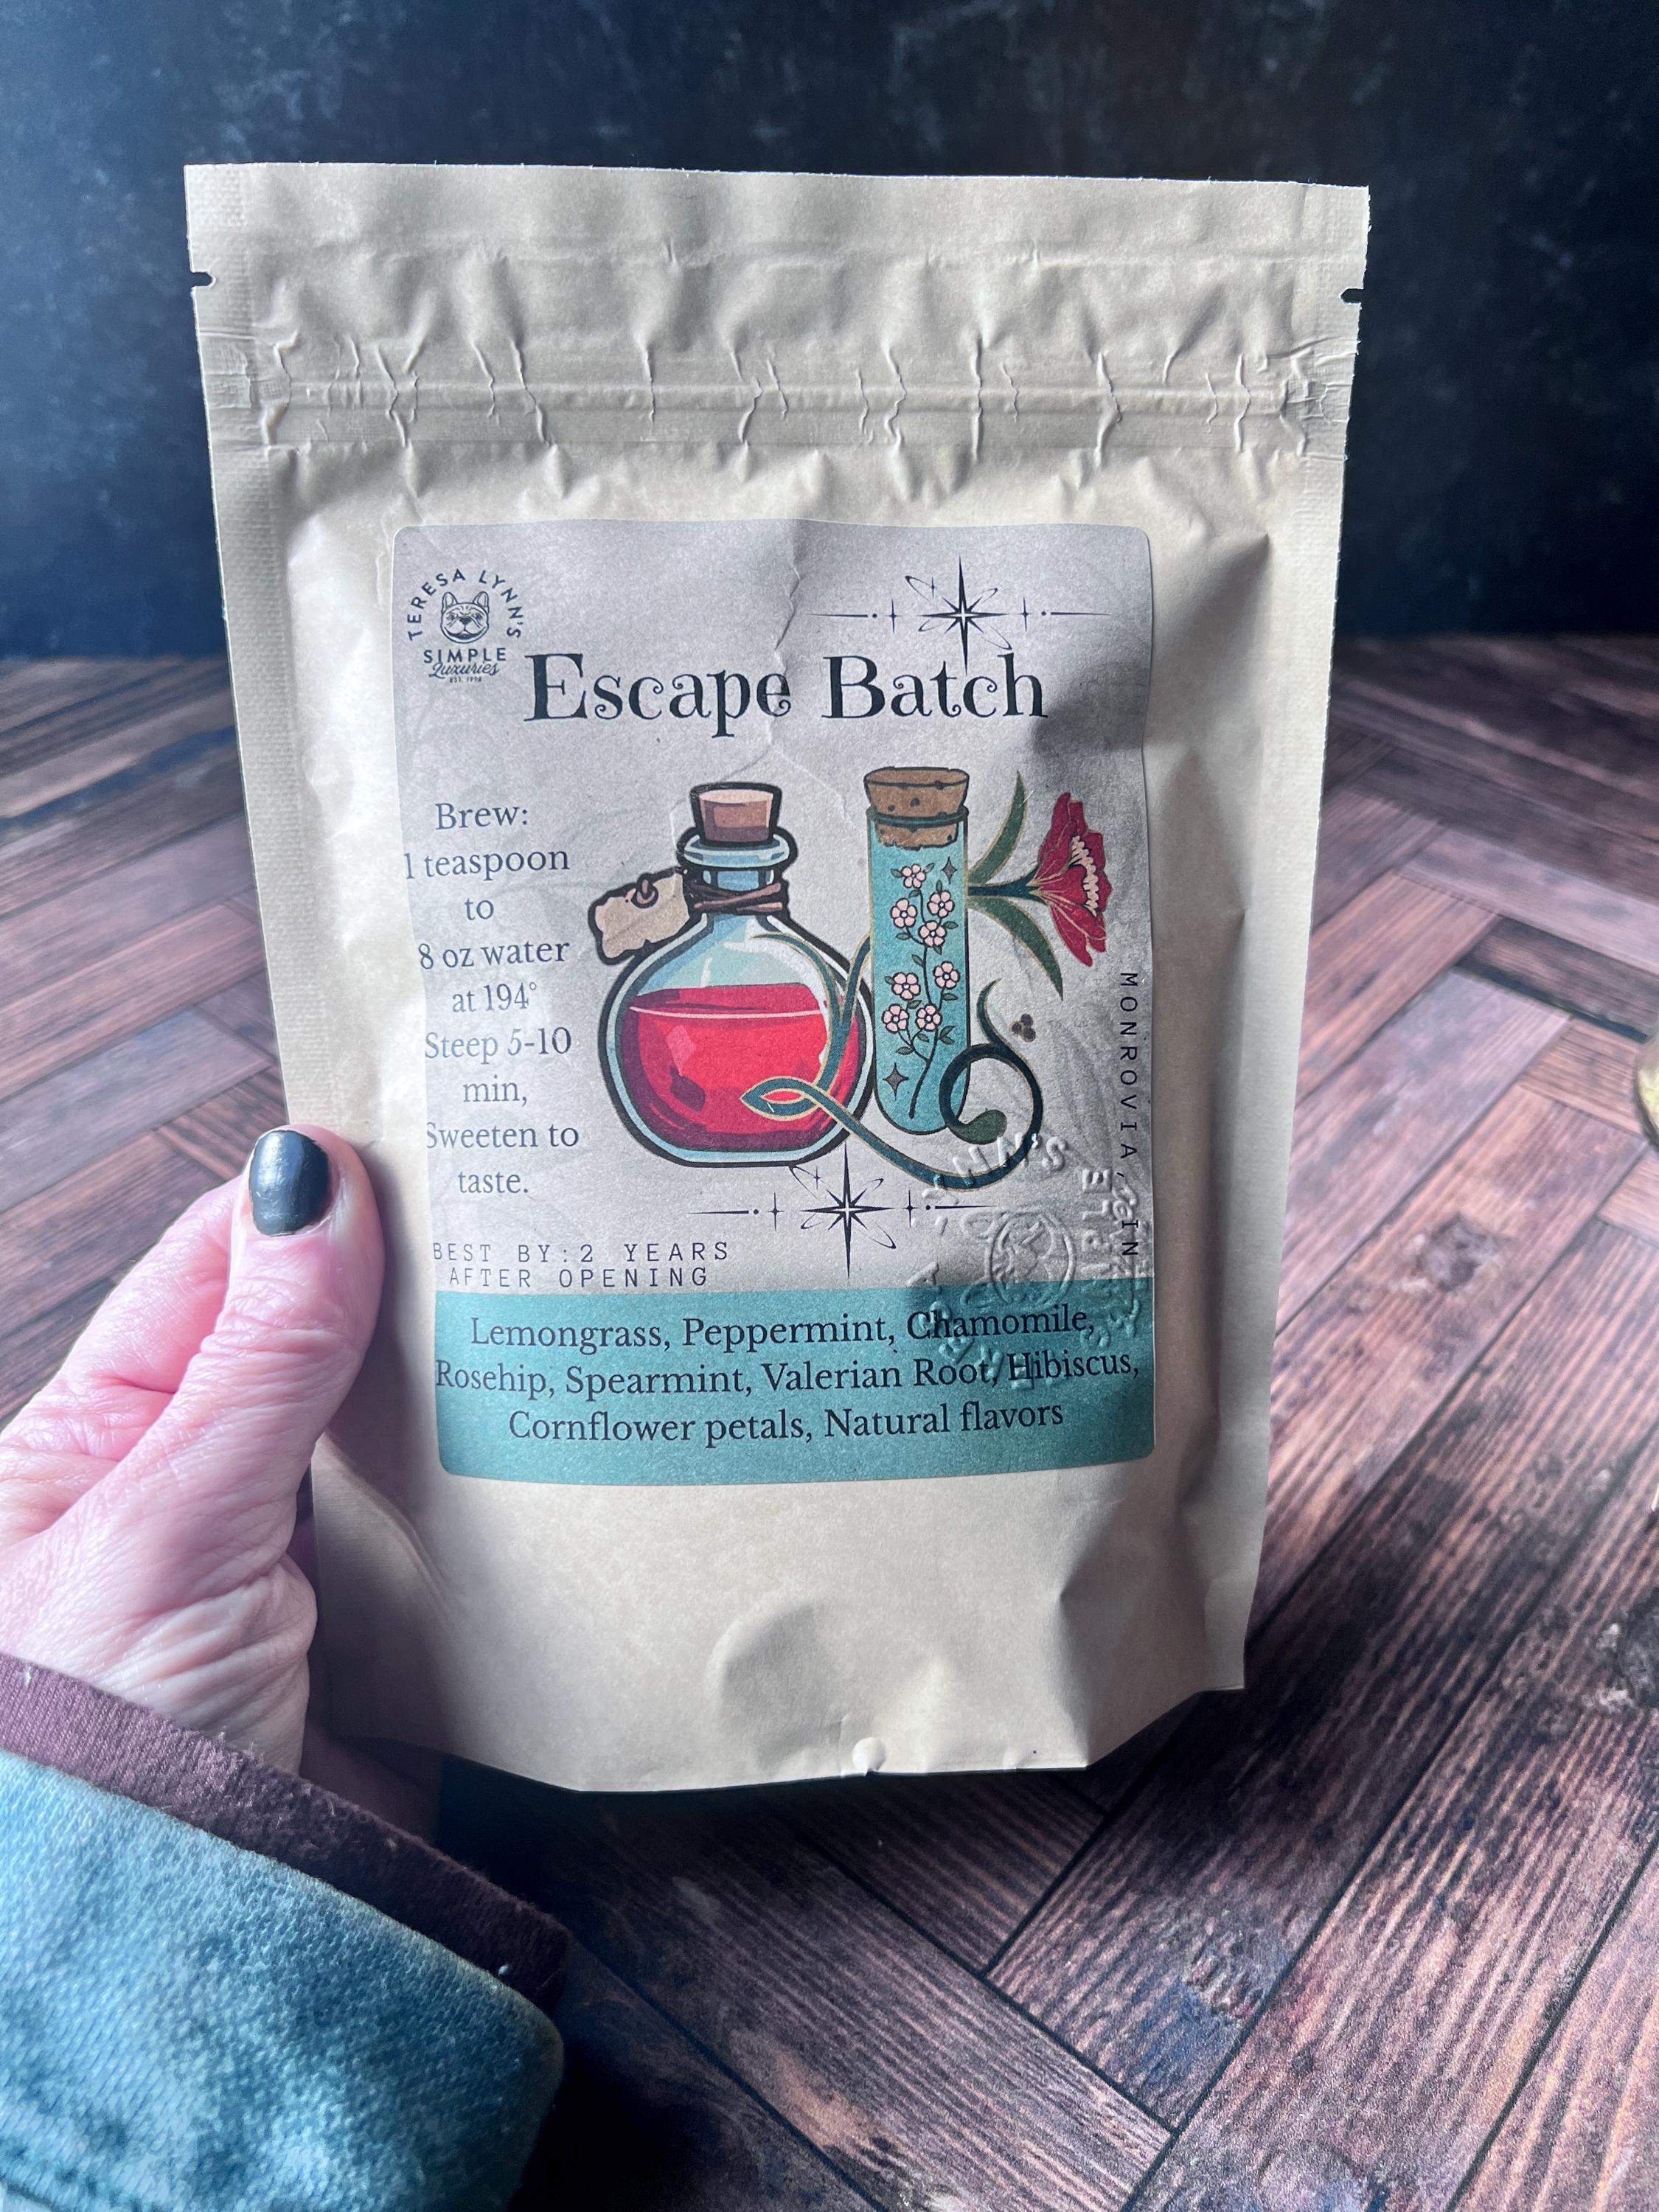 TERESA LYNN'S
SIMPLE
Luxuries
EST. 1998
Escape Batch
Brew:
1 teaspoon
to
8 oz water
at 194°
Steep 5-10
min,
Sweeten to
taste.
MONROVIA, IN
BEST BY:2 YEARS
AFTER OPENING
Lemongrass, Peppermint, Chamomile,
Rosehip, Spearmint, Valerian Root, Hibiscus,
Cornflower petals, Natural flavors